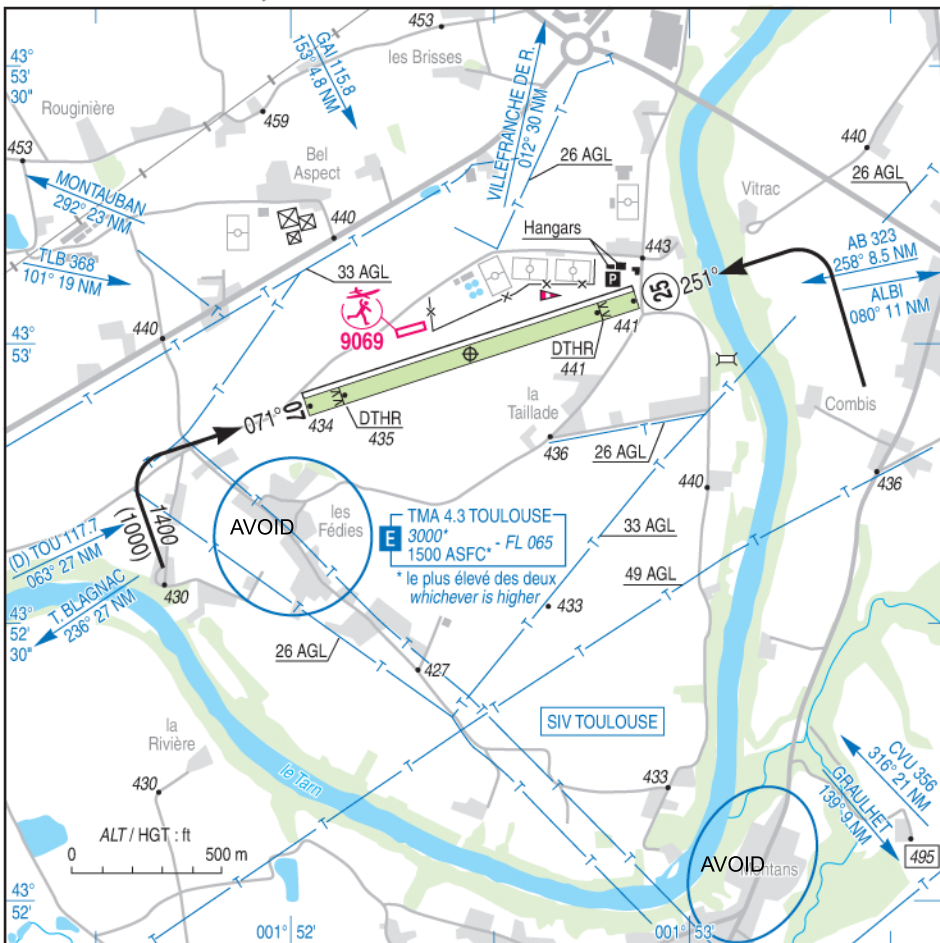 453
43°
53'
30"
les Brisses
GAI 115.8
153° 4.8 NM
VILLEFRANCHE DE R.
012° 30 NM
Rouginière
459
453
Bel
Aspect
26 AGL
440
26 AGL
Vitrac
MONTAUBAN
292° 23 NM
440
Hangars
443
P
AB 323
258° 8.5 NM
TLB 368
101° 19 NM
33 AGL
25
251°
ALBI
080° 11 NM
9069
440
43°
53'
441
DTHR
441
la
Taillade
Combis
071°
07
434
DTHR
435
436
26 AGL
436
440
1400
(1000)
AVOID
les
Fédies
E
TMA 4.3 TOULOUSE
3000*
1500 ASFC* - FL 065
* le plus élevé des deux
whichever is higher
33 AGL
(D) TOU 117.7
063° 27 NM
49 AGL
430
T. BLAGNAC
236° 27 NM
433
43°
52'
30"
26 AGL
427
SIV TOULOUSE
la
Rivière
430
le Tarn
433
CVU 356
316° 21 NM
GRAULHET
139° 9 NM
495
ALT / HGT : ft
0 500 m
AVOID
Montans
43°
52'
001° 52'
001° 53'
T